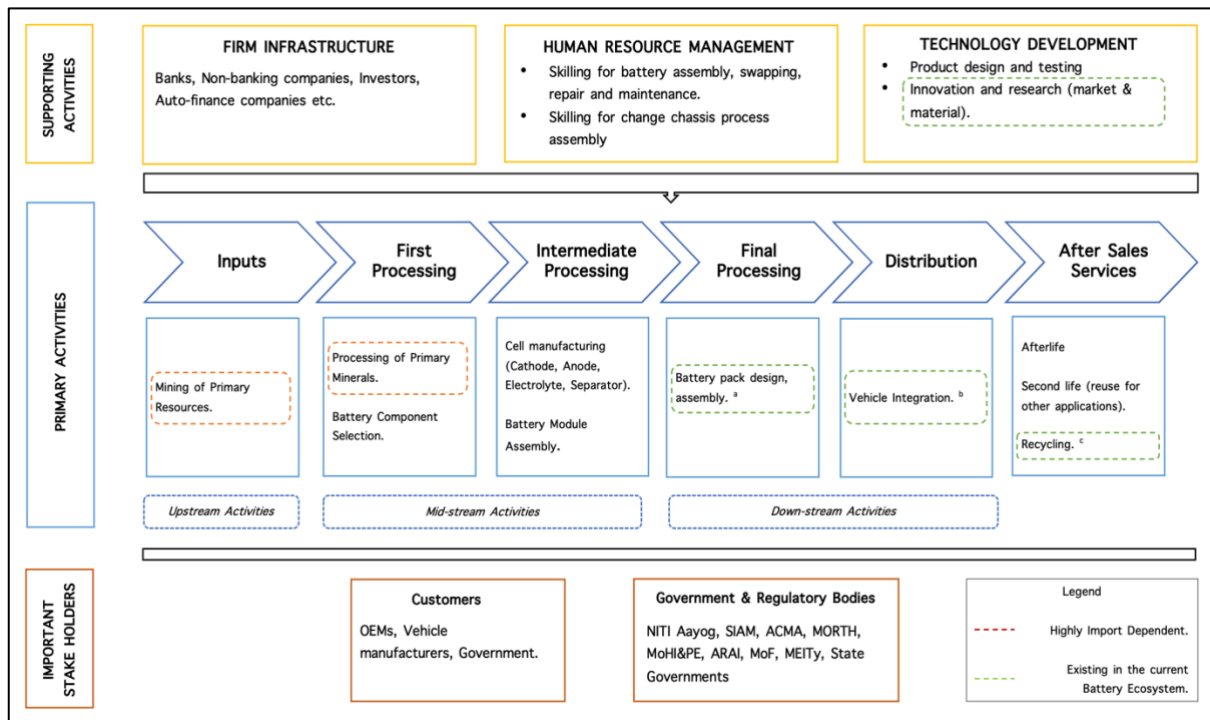 SUPPORTING
ACTIVITIES
FIRM INFRASTRUCTURE
Banks, Non-banking companies, Investors,
Auto-finance companies etc.
HUMAN RESOURCE MANAGEMENT
• Skilling for battery assembly, swapping,
repair and maintenance.
• Skilling for change chassis process
assembly
TECHNOLOGY DEVELOPMENT
• Product design and testing
• Innovation and research (market &
material).
PRIMARY ACTIVITIES
Inputs
First
Processing
Intermediate
Processing
Final
Processing
Distribution
After Sales
Services
Mining of Primary
Resources.
Processing of Primary
Minerals.
Battery Component
Selection.
Cell manufacturing
(Cathode, Anode,
Electrolyte, Separator).
Battery Module
Assembly.
Battery pack design,
assembly. a
Vehicle Integration. b
Afterlife
Second life (reuse for
other applications).
Recycling. c
Upstream Activities
Mid-stream Activities
Down-stream Activities
IMPORTANT
STAKE HOLDERS
Customers
OEMs, Vehicle
manufacturers, Government.
Government & Regulatory Bodies
NITI Aayog, SIAM, ACMA, MORTH,
MoHI&PE, ARAI, MoF, MEITy, State
Governments
Legend
Highly Import Dependent.
Existing in the current
Battery Ecosystem.